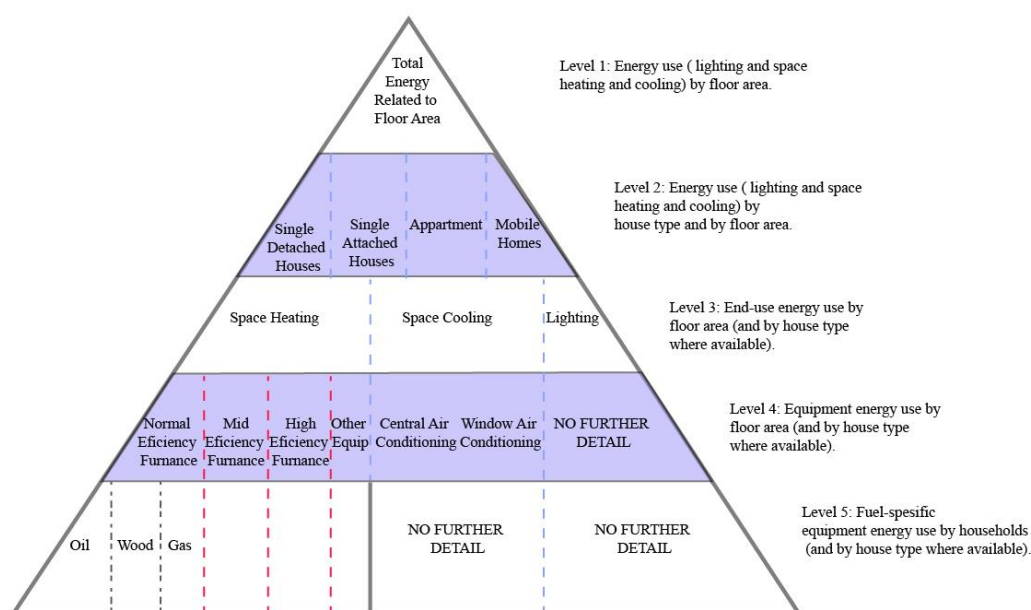 Total
Energy
Related to
Floor Area
Level 1: Energy use ( lighting and space
heating and cooling) by floor area.
Single
Detached
Houses
Single
Attached
Houses
Appartment
Mobile
Homes
Level 2: Energy use ( lighting and space
heating and cooling) by
house type and by floor area.
Space Heating
Space Cooling
Lighting
Level 3: End-use energy use by
floor area (and by house type
where available).
Normal
Eficiency
Furnance
Mid
Eficiency
Furnance
High
Eficiency
Furnance
Other
Equip
Central Air
Conditioning
Window Air
Conditioning
NO FURTHER
DETAIL
Level 4: Equipment energy use by
floor area (and by house type
where available).
Oil
Wood
Gas
NO FURTHER
DETAIL
NO FURTHER
DETAIL
Level 5: Fuel-spesific
equipment energy use by households
(and by house type where available).